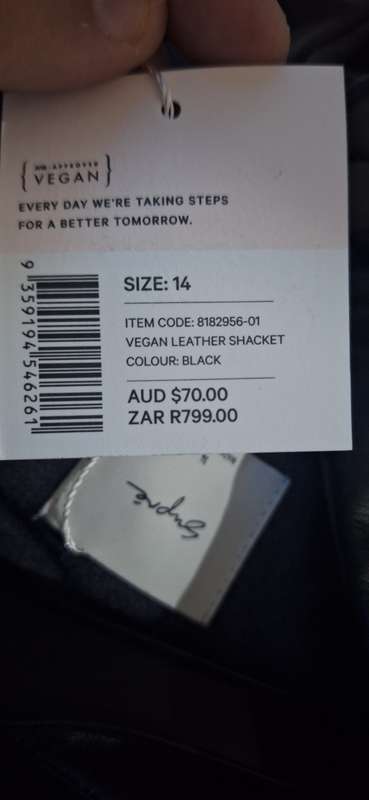 VEGAN
EVERY DAY WE'RE TAKING STEPS
FOR A BETTER TOMORROW.
SIZE: 14
ITEM CODE: 8182956-01
VEGAN LEATHER SHACKET
COLOUR: BLACK
AUD $70.00
ZAR R799.00
9 359194 546261
Supré